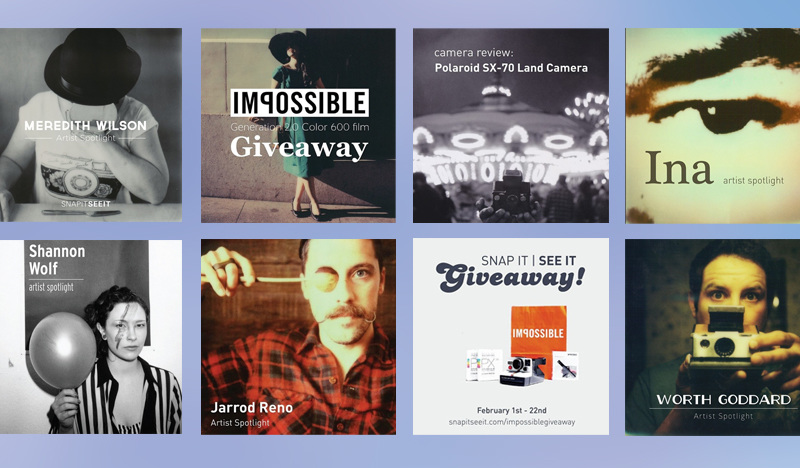 MEREDITH WILSON
Artist Spotlight
SNAPITSEEIT
IMPOSSIBLE
Generation 2.0 Color 600 film
Giveaway
camera review:
Polaroid SX-70 Land Camera
Ina
artist spotlight
Shannon
Wolf
artist spotlight
Jarrod Reno
Artist Spotlight
SNAP IT | SEE IT
Giveaway!
IMPOSSIBLE
February 1st - 22nd
snapitseeit.com/impossiblegiveaway
WORTH GODDARD
Artist Spotlight